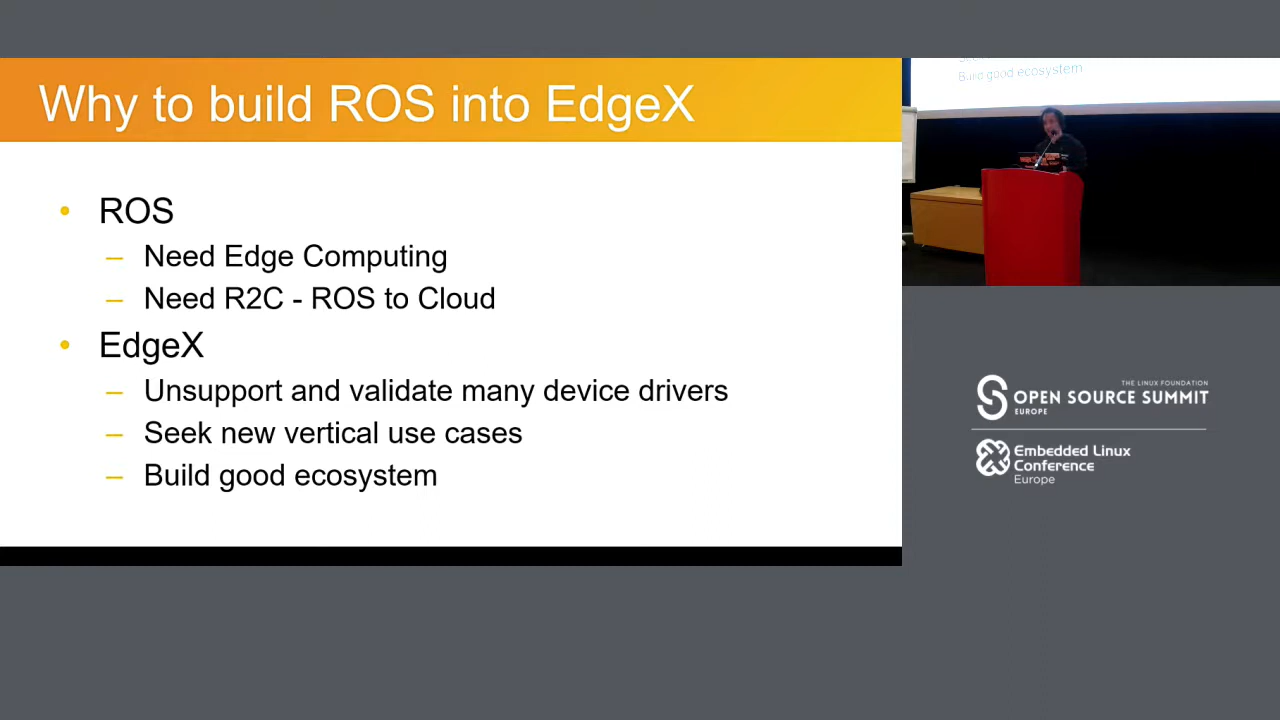 Why to build ROS into EdgeX
• ROS
– Need Edge Computing
– Need R2C - ROS to Cloud
• EdgeX
– Unsupport and validate many device drivers
– Seek new vertical use cases
– Build good ecosystem
Build good ecosystem
THE LINUX FOUNDATION
OPEN SOURCE SUMMIT
EUROPE
Embedded Linux
Conference
Europe